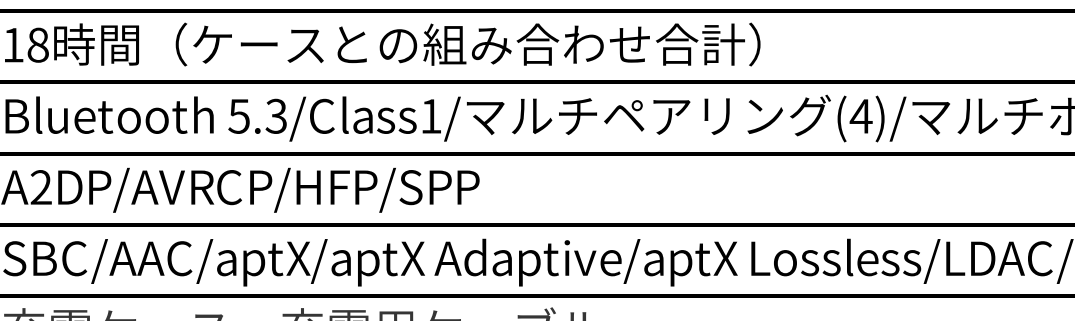 18時間（ケースとの組み合わせ合計）
Bluetooth 5.3/Class1/マルチペアリング(4)/マルチポ
A2DP/AVRCP/HFP/SPP
SBC/AAC/aptX/aptX Adaptive/aptX Lossless/LDAC/